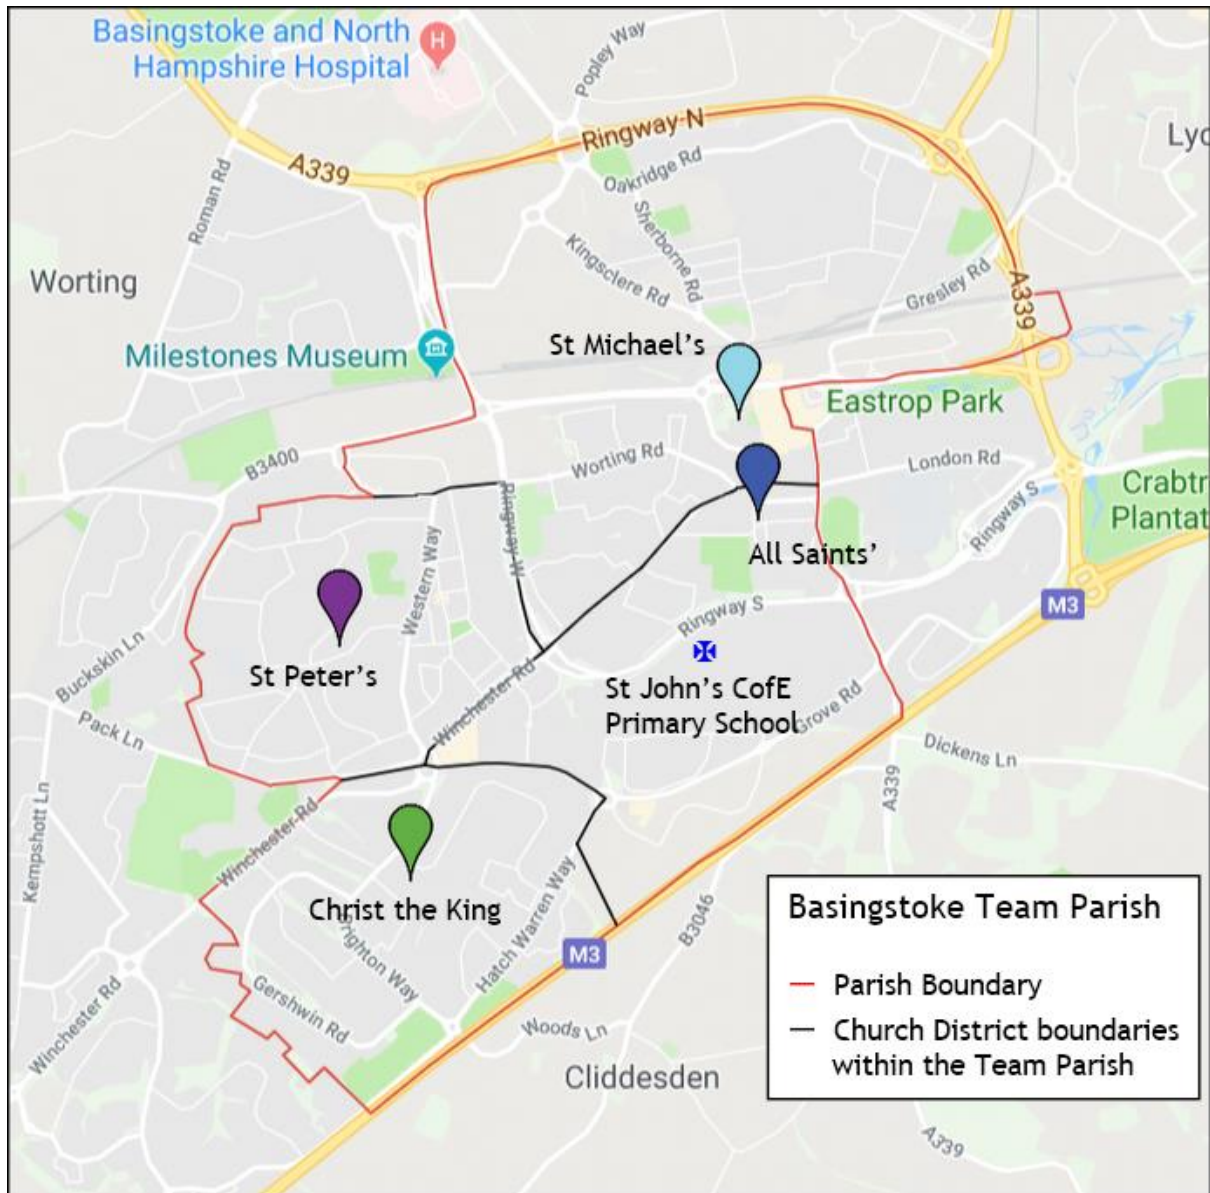 Basingstoke and North
Hampshire Hospital
H
Popley Way
Ringway N
Lyc
A339
Oakridge Rd
Roman Rd
Sherborne Rd
Kingsclere Rd
Gresley Rd
A339
Worting
St Michael's
Milestones Museum
Eastrop Park
B3400
Worting Rd
London Rd
Crabtr
Plantat
Ringway W
Ringway S
Western Way
All Saints'
M3
Ringway S
Buckskin Ln
St Peter's
Winchester Rd
St John's CofE
Primary School
Grove Rd
Pack Ln
Dickens Ln
A339
Kempshott Ln
Winchester Rd
Christ the King
Brighton Way
Hatch Warren Way
B3046
M3
Gershwin Rd
Winchester Rd
Woods Ln
Cliddesden
A339
Basingstoke Team Parish
Parish Boundary
Church District boundaries
within the Team Parish